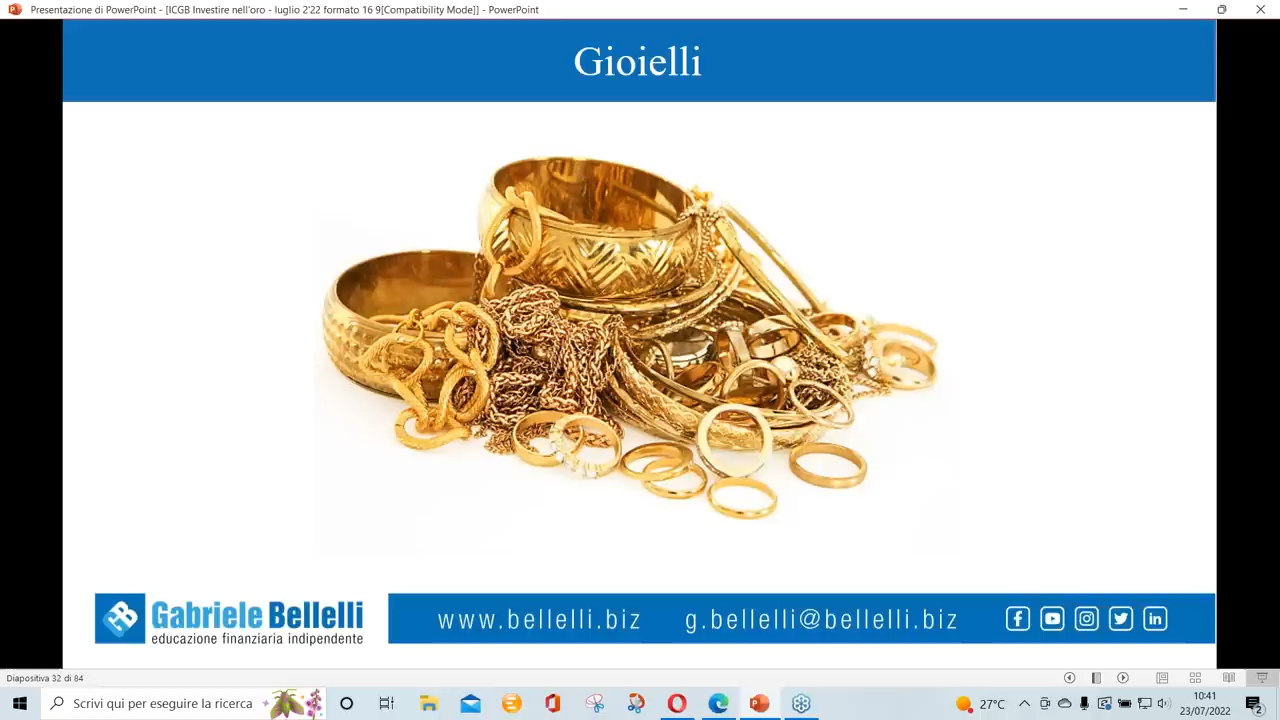 Presentazione di PowerPoint - [ICGB Investire nell'oro - luglio 2'22 formato 16 9[Compatibility Mode]] - PowerPoint
Gioielli
Gabriele Bellelli
educazione finanziaria indipendente
www.bellelli.biz g.bellelli@bellelli.biz
Diapositiva 32 di 84
Scrivi qui per eseguire la ricerca
27°C
10:41
23/07/2022
2